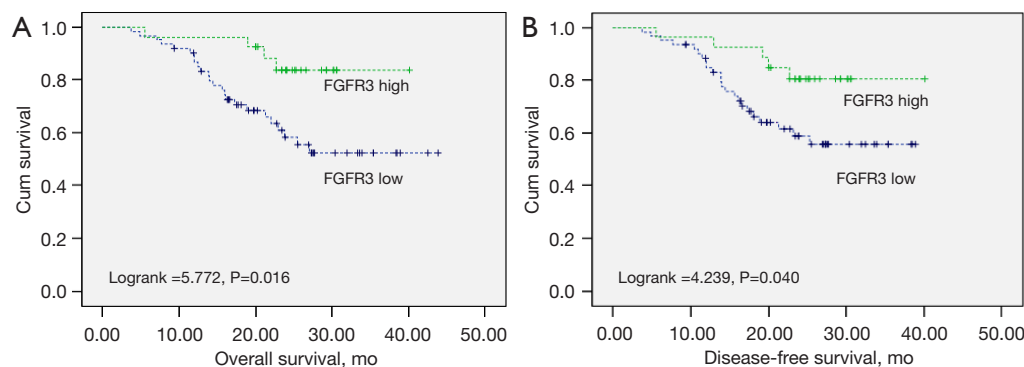 A
Cum survival
1.0
0.8
0.6
0.4
0.2
0.0
FGFR3 high
FGFR3 low
Logrank =5.772, P=0.016
0.00 10.00 20.00 30.00 40.00 50.00
Overall survival, mo
B
Cum survival
1.0
0.8
0.6
0.4
0.2
0.0
FGFR3 high
FGFR3 low
Logrank =4.239, P=0.040
0.00 10.00 20.00 30.00 40.00 50.00
Disease-free survival, mo